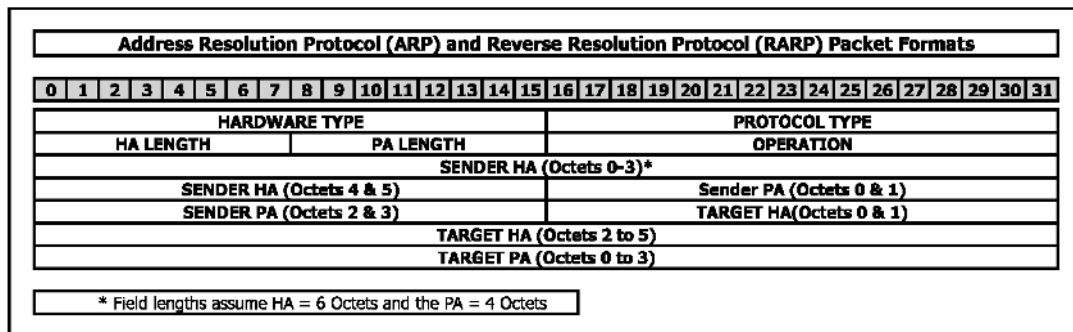 Address Resolution Protocol (ARP) and Reverse Resolution Protocol (RARP) Packet Formats
0 1 2 3 4 5 6 7 8 9 10 11 12 13 14 15 16 17 18 19 20 21 22 23 24 25 26 27 28 29 30 31
HARDWARE TYPE PROTOCOL TYPE
HA LENGTH PA LENGTH OPERATION
SENDER HA (Octets 0-3)*
SENDER HA (Octets 4 & 5) Sender PA (Octets 0 & 1)
SENDER PA (Octets 2 & 3) TARGET HA(Octets 0 & 1)
TARGET HA (Octets 2 to 5)
TARGET PA (Octets 0 to 3)
* Field lengths assume HA = 6 Octets and the PA = 4 Octets